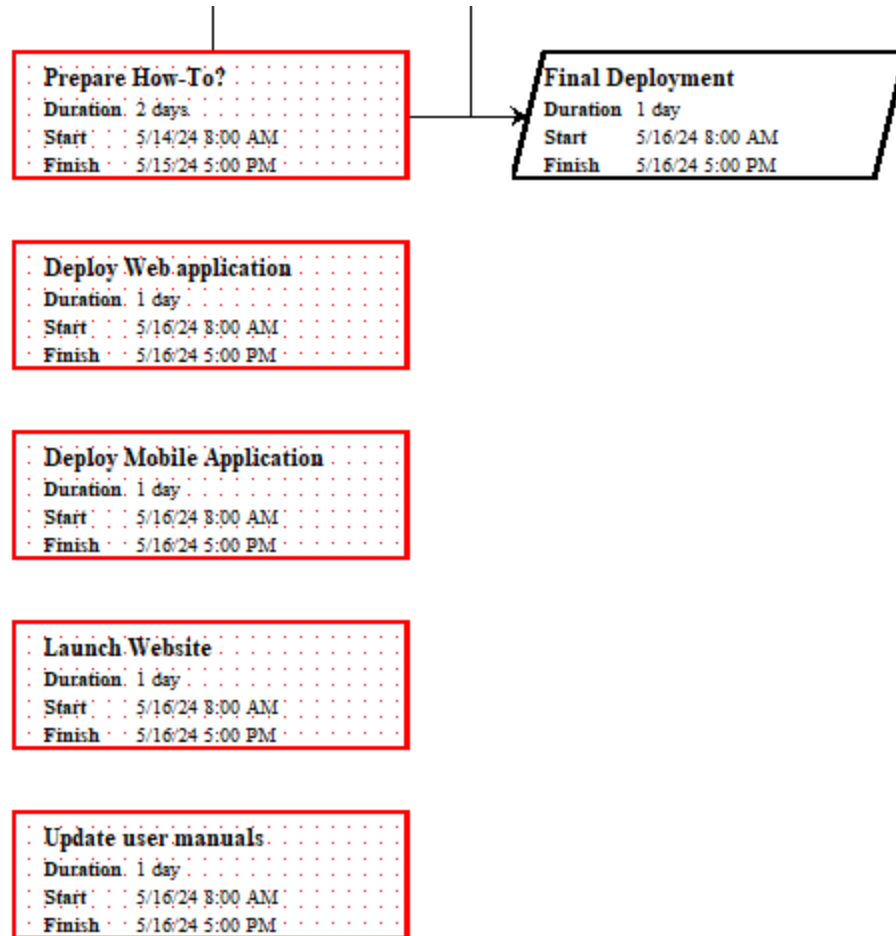 Prepare How-To?
Duration 2 days
Start 5/14/24 8:00 AM
Finish 5/15/24 5:00 PM
Final Deployment
Duration 1 day
Start 5/16/24 8:00 AM
Finish 5/16/24 5:00 PM
Deploy Web application
Duration 1 day
Start 5/16/24 8:00 AM
Finish 5/16/24 5:00 PM
Deploy Mobile Application
Duration 1 day
Start 5/16/24 8:00 AM
Finish 5/16/24 5:00 PM
Launch Website
Duration 1 day
Start 5/16/24 8:00 AM
Finish 5/16/24 5:00 PM
Update user manuals
Duration 1 day
Start 5/16/24 8:00 AM
Finish 5/16/24 5:00 PM